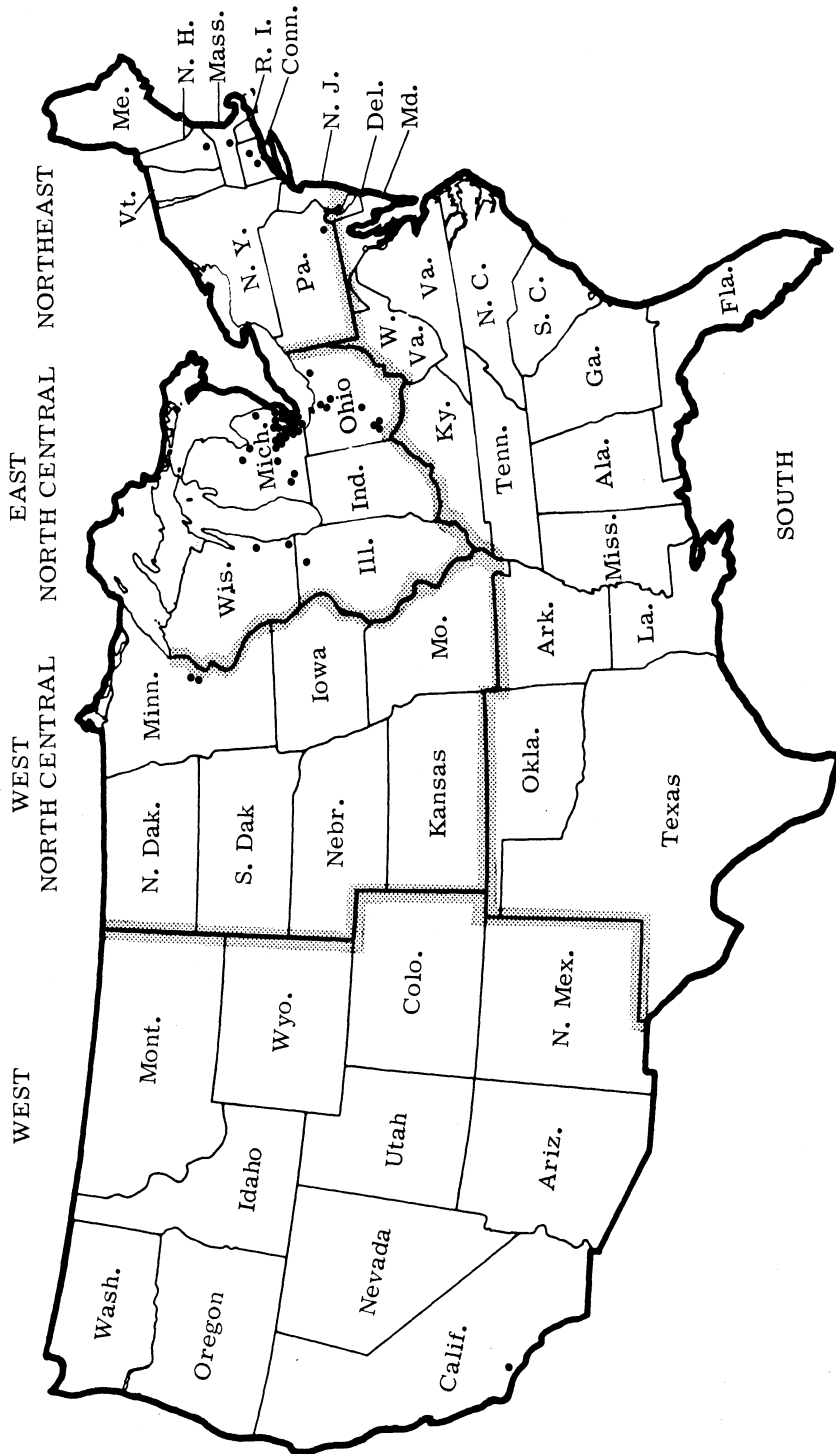 WEST
WEST
NORTH CENTRAL
EAST
NORTH CENTRAL
NORTHEAST
SOUTH
Wash.
Oregon
Calif.
Nevada
Idaho
Mont.
Wyo.
Utah
Ariz.
Colo.
N. Mex.
N. Dak.
S. Dak
Nebr.
Kansas
Okla.
Texas
Minn.
Iowa
Mo.
Ark.
La.
Wis.
Ill.
Mich.
Ind.
Ohio
Ky.
Tenn.
Miss.
Ala.
Ga.
Fla.
S. C.
N. C.
Va.
W.
Va.
Pa.
N. Y.
Vt.
Me.
N. H.
Mass.
R. I.
Conn.
N. J.
Del.
Md.